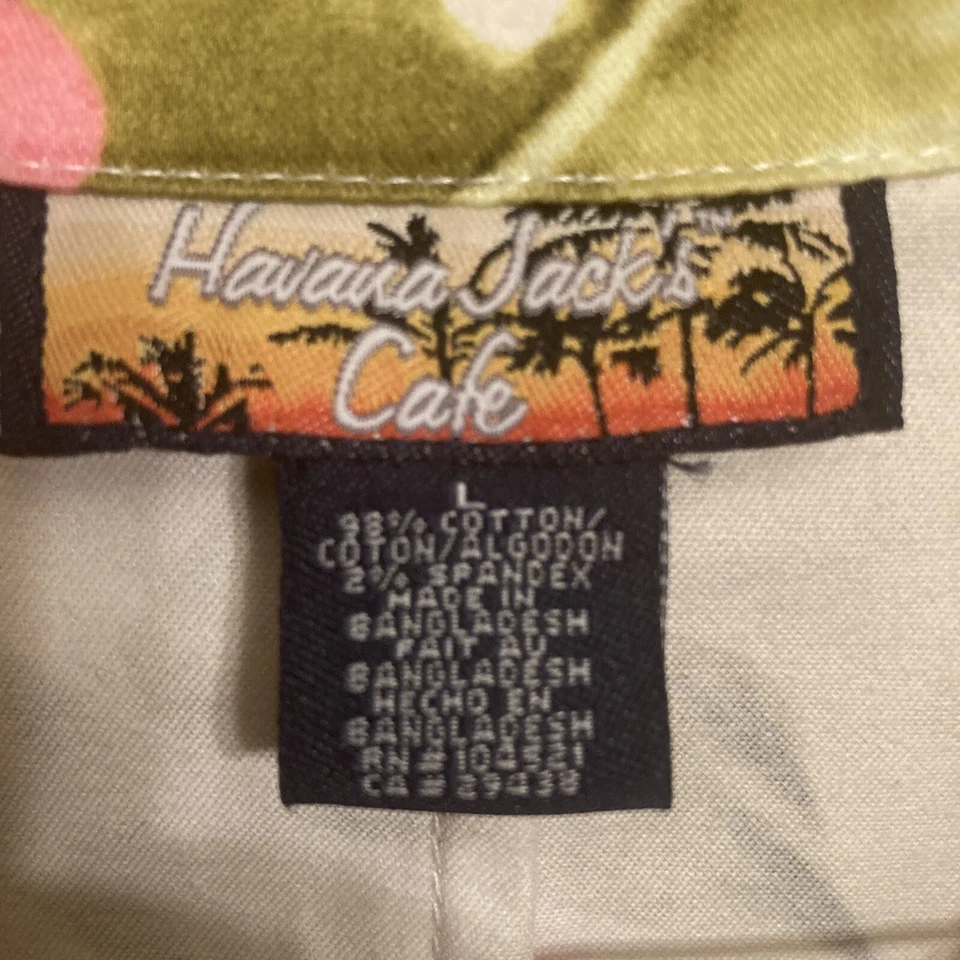 Havana Jack's™
Cafe
L
98% COTTON/
COTON/ALGODON
2% SPANDEX
MADE IN
BANGLADESH
FAIT AU
BANGLADESH
HECHO EN
BANGLADESH
RN # 104521
CA # 29438